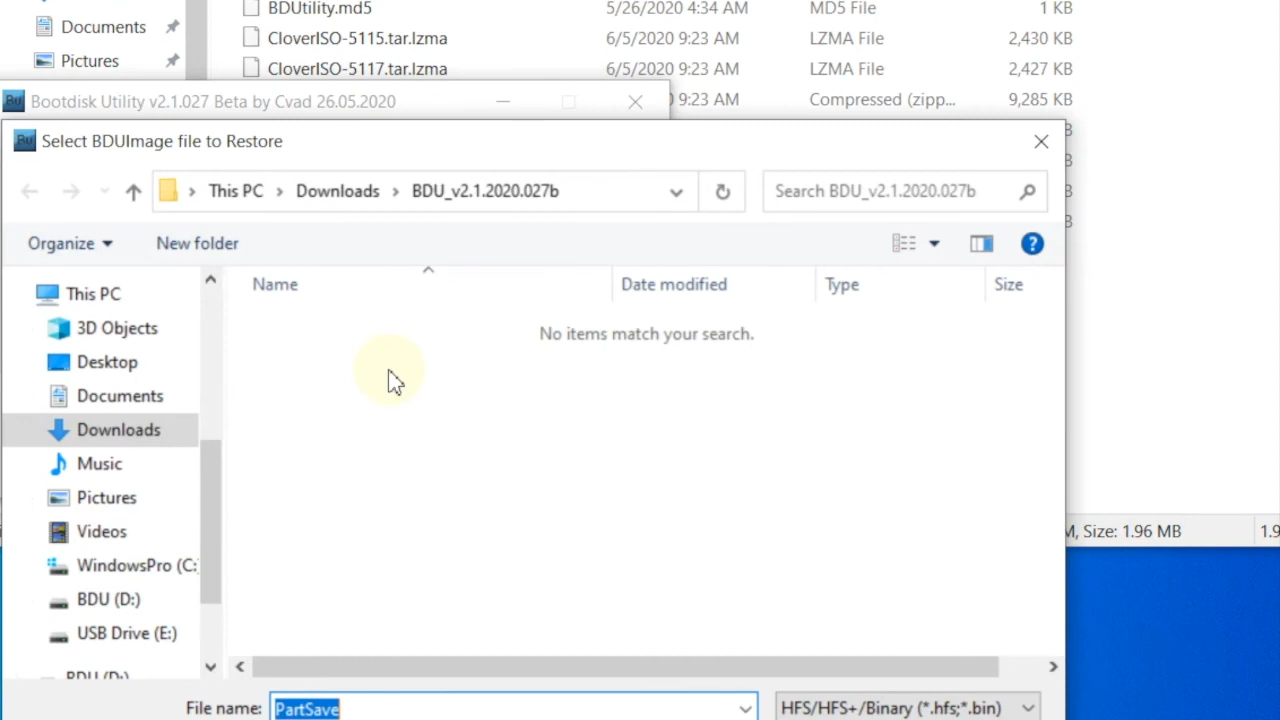 BDUtility.md5 5/26/2020 4:34 AM MD5 File 1 KB
Documents
CloverISO-5115.tar.lzma 6/5/2020 9:23 AM LZMA File 2,430 KB
Pictures
CloverISO-5117.tar.lzma 6/5/2020 9:23 AM LZMA File 2,427 KB
Bu Bootdisk Utility v2.1.027 Beta by Cvad 26.05.2020
9:23 AM Compressed (zipp... 9,285 KB
Bu Select BDUImage file to Restore
This PC > Downloads > BDU_v2.1.2020.027b
Search BDU_v2.1.2020.027b
Organize New folder
Name Date modified Type Size
No items match your search.
This PC
3D Objects
Desktop
Documents
Downloads
Music
Pictures
Videos
WindowsPro (C:
BDU (D:)
USB Drive (E:)
BDU (D:)
M, Size: 1.96 MB 1.9
File name: PartSave HFS/HFS+/Binary (*.hfs;*.bin)